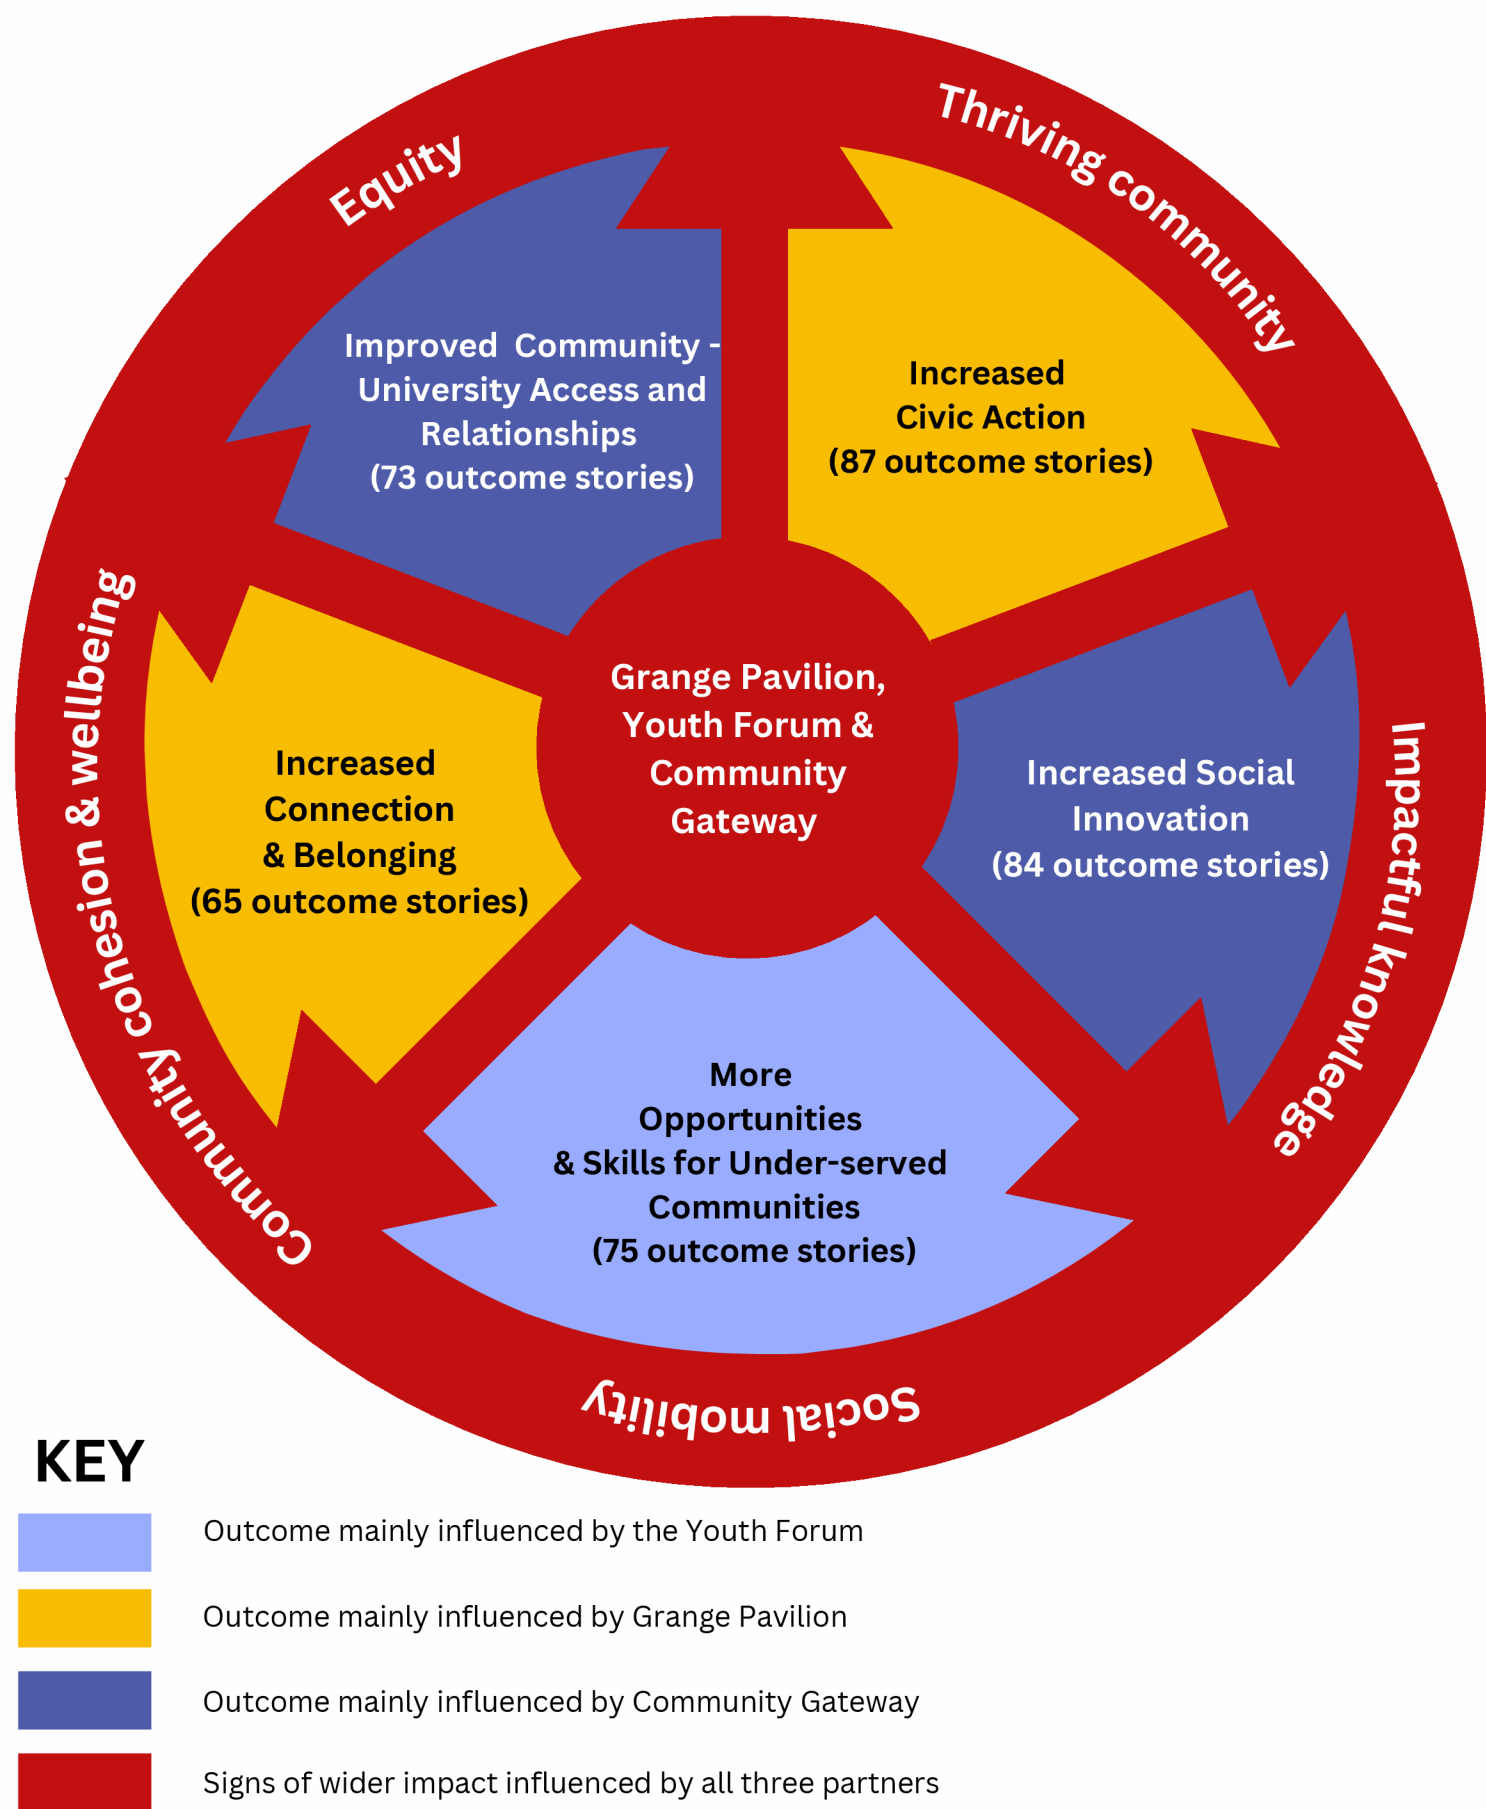 Equity
Thriving community
Improved  Community -
University Access and
Relationships
(73 outcome stories)
Increased
Civic Action
(87 outcome stories)
Community cohesion & wellbeing
Increased
Connection
& Belonging
(65 outcome stories)
Grange Pavilion,
Youth Forum &
Community
Gateway
Increased Social
Innovation
(84 outcome stories)
Impactful knowledge
More
Opportunities
& Skills for Under-served
Communities
(75 outcome stories)
Social mobility
KEY
Outcome mainly influenced by the Youth Forum
Outcome mainly influenced by Grange Pavilion
Outcome mainly influenced by Community Gateway
Signs of wider impact influenced by all three partners